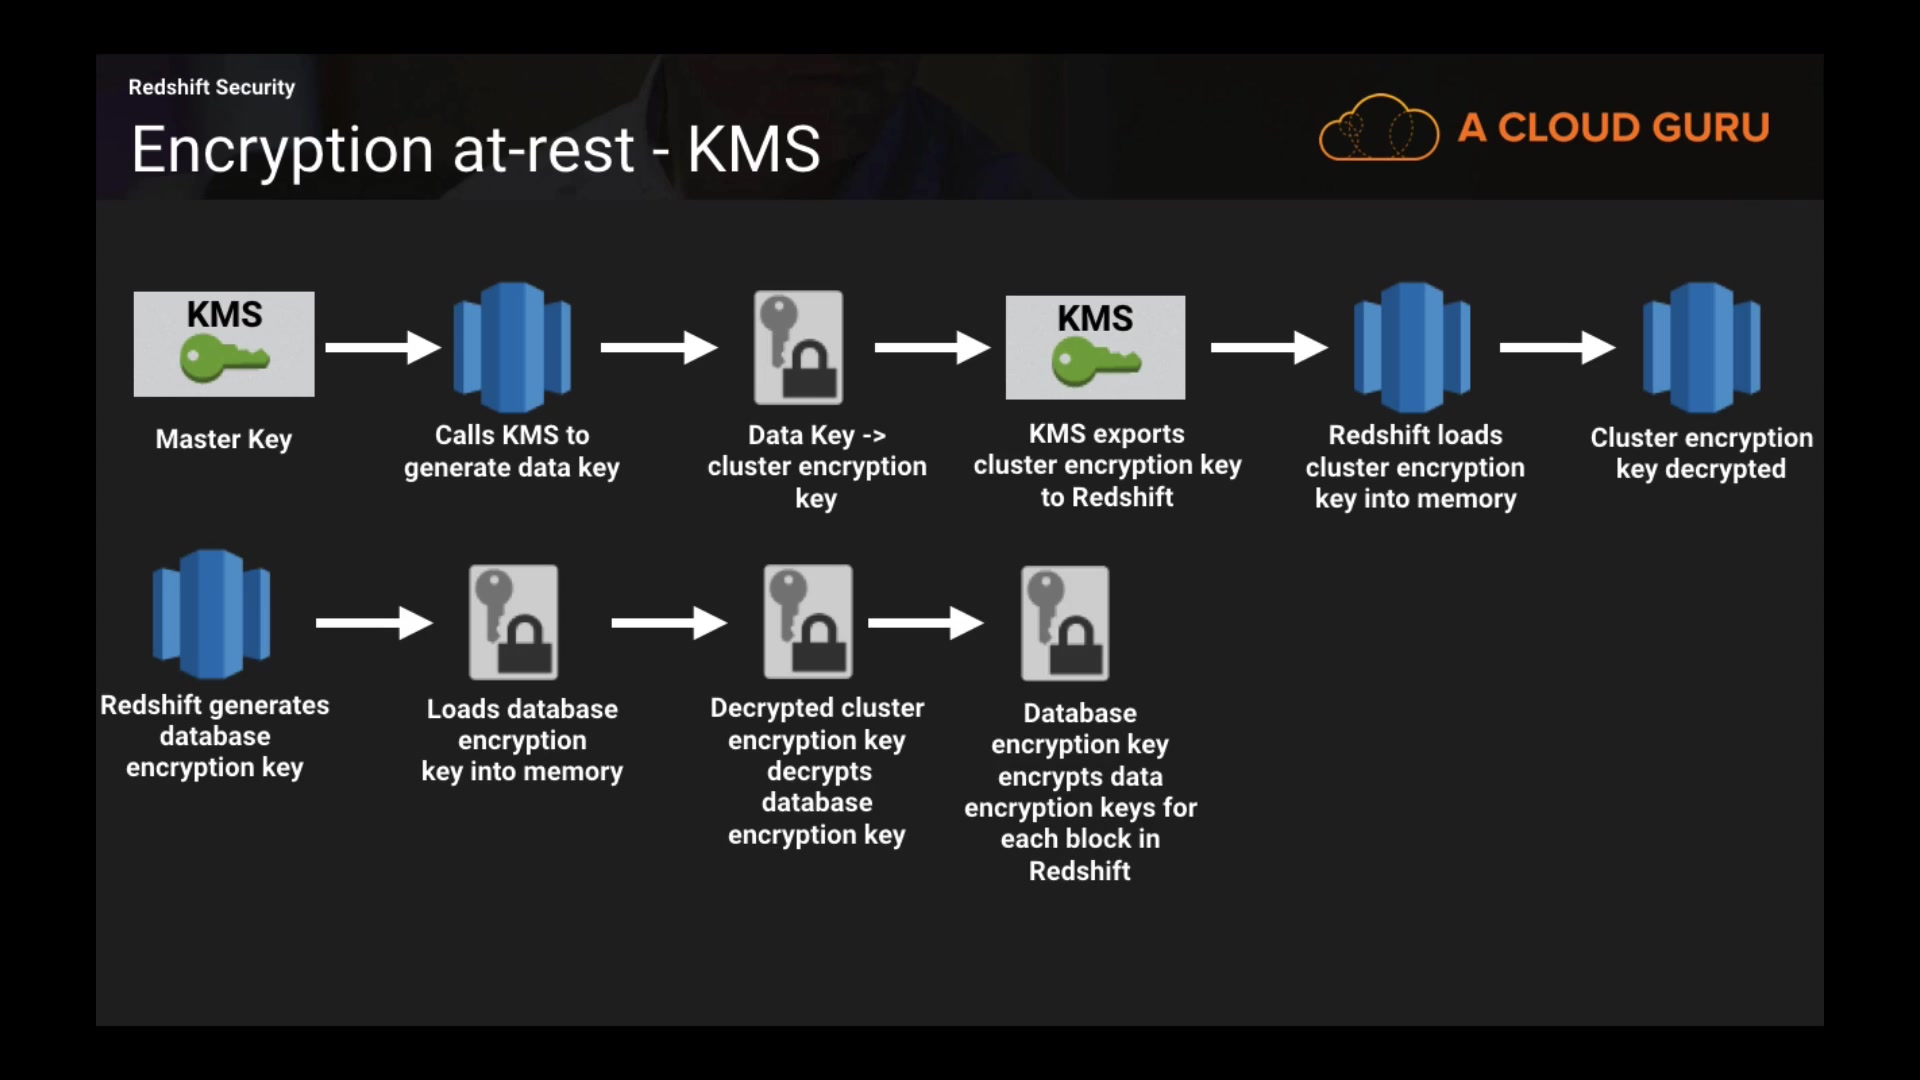 Redshift Security
Encryption at-rest - KMS
A CLOUD GURU
KMS
Master Key
Calls KMS to
generate data key
Data Key ->
cluster encryption
key
KMS
KMS exports
cluster encryption key
to Redshift
Redshift loads
cluster encryption
key into memory
Cluster encryption
key decrypted
Redshift generates
database
encryption key
Loads database
encryption
key into memory
Decrypted cluster
encryption key
decrypts
database
encryption key
Database
encryption key
encrypts data
encryption keys for
each block in
Redshift